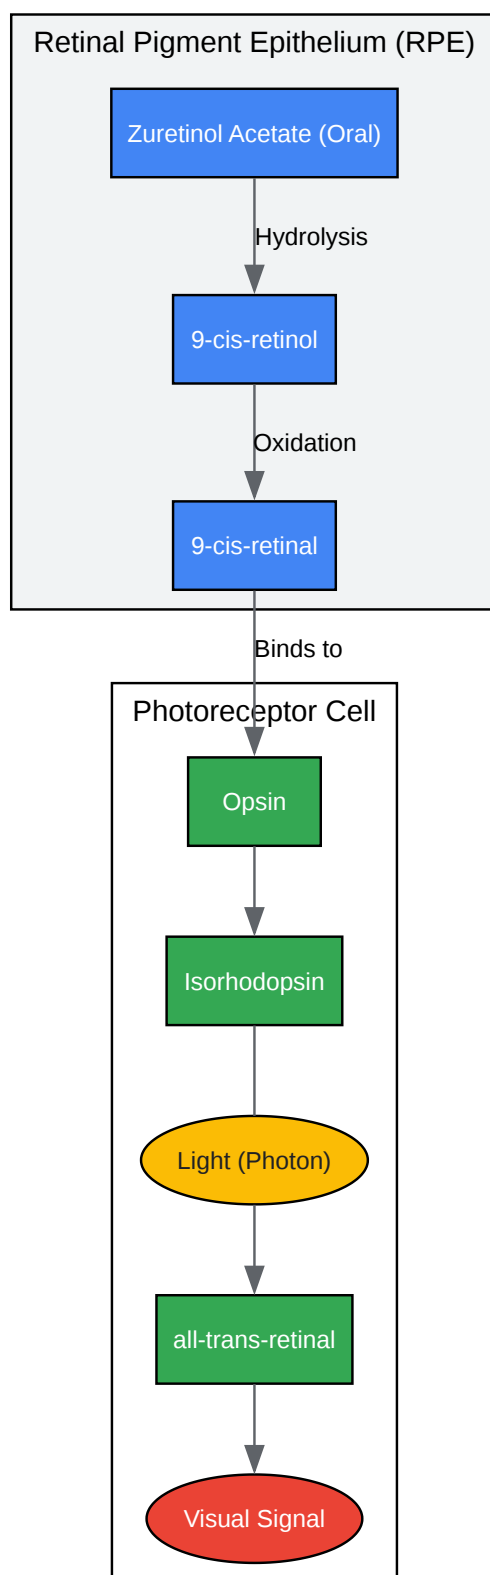 Retinal Pigment Epithelium (RPE)
Zuretinol Acetate (Oral)
Hydrolysis
9-cis-retinol
Oxidation
9-cis-retinal
Binds to
Photoreceptor Cell
Opsin
Isorhodopsin
Light (Photon)
all-trans-retinal
Visual Signal